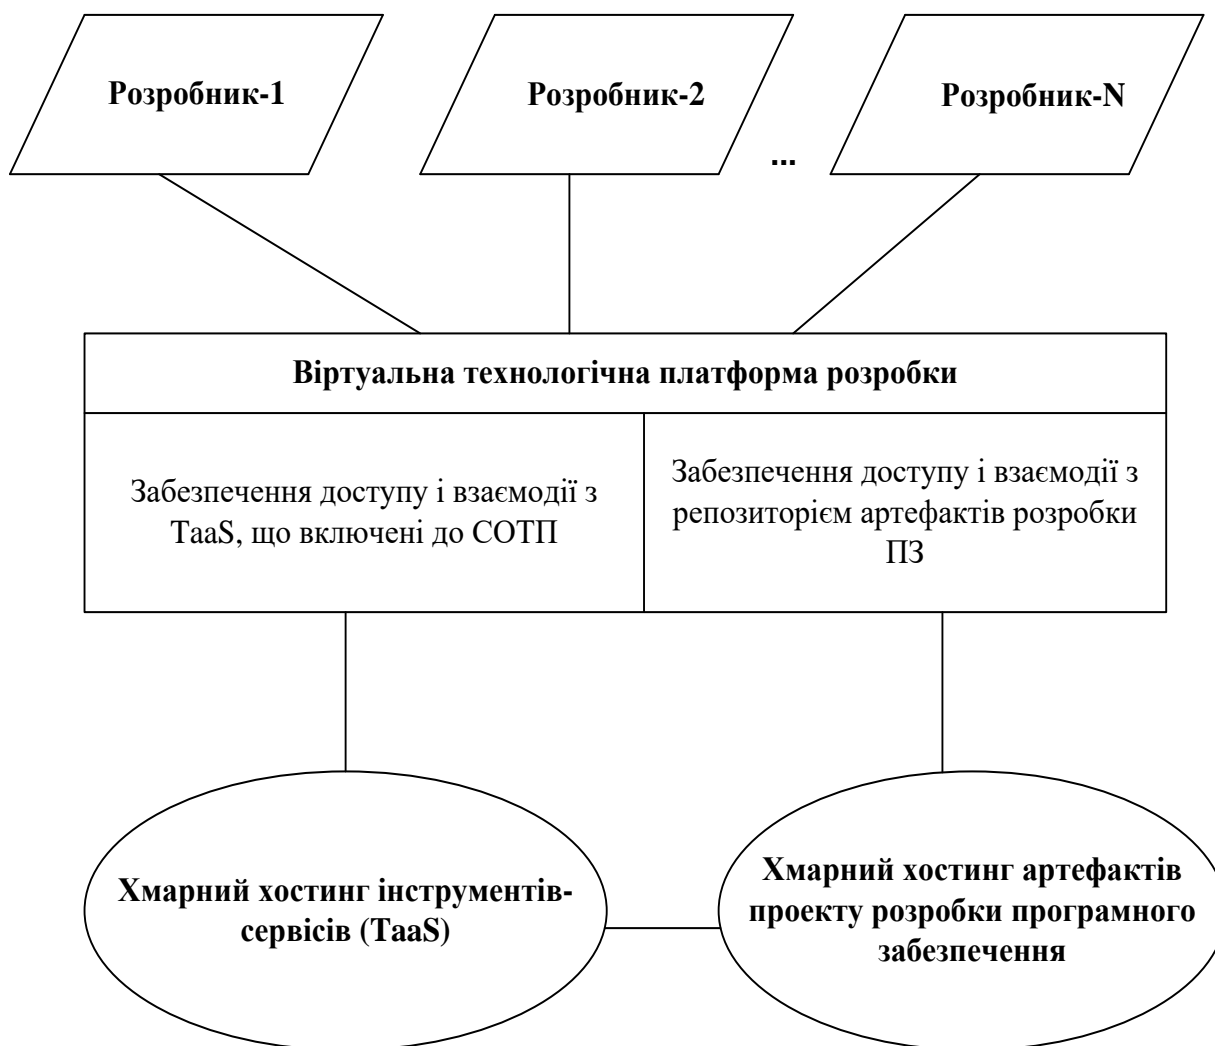 Розробник-1
Розробник-2
...
Розробник-N
Віртуальна технологічна платформа розробки
Забезпечення доступу і взаємодії з
TaaS, що включені до СОТП
Забезпечення доступу і взаємодії з
репозиторієм артефактів розробки
ПЗ
Хмарний хостинг інструментів-
сервісів (TaaS)
Хмарний хостинг артефактів
проекту розробки програмного
забезпечення